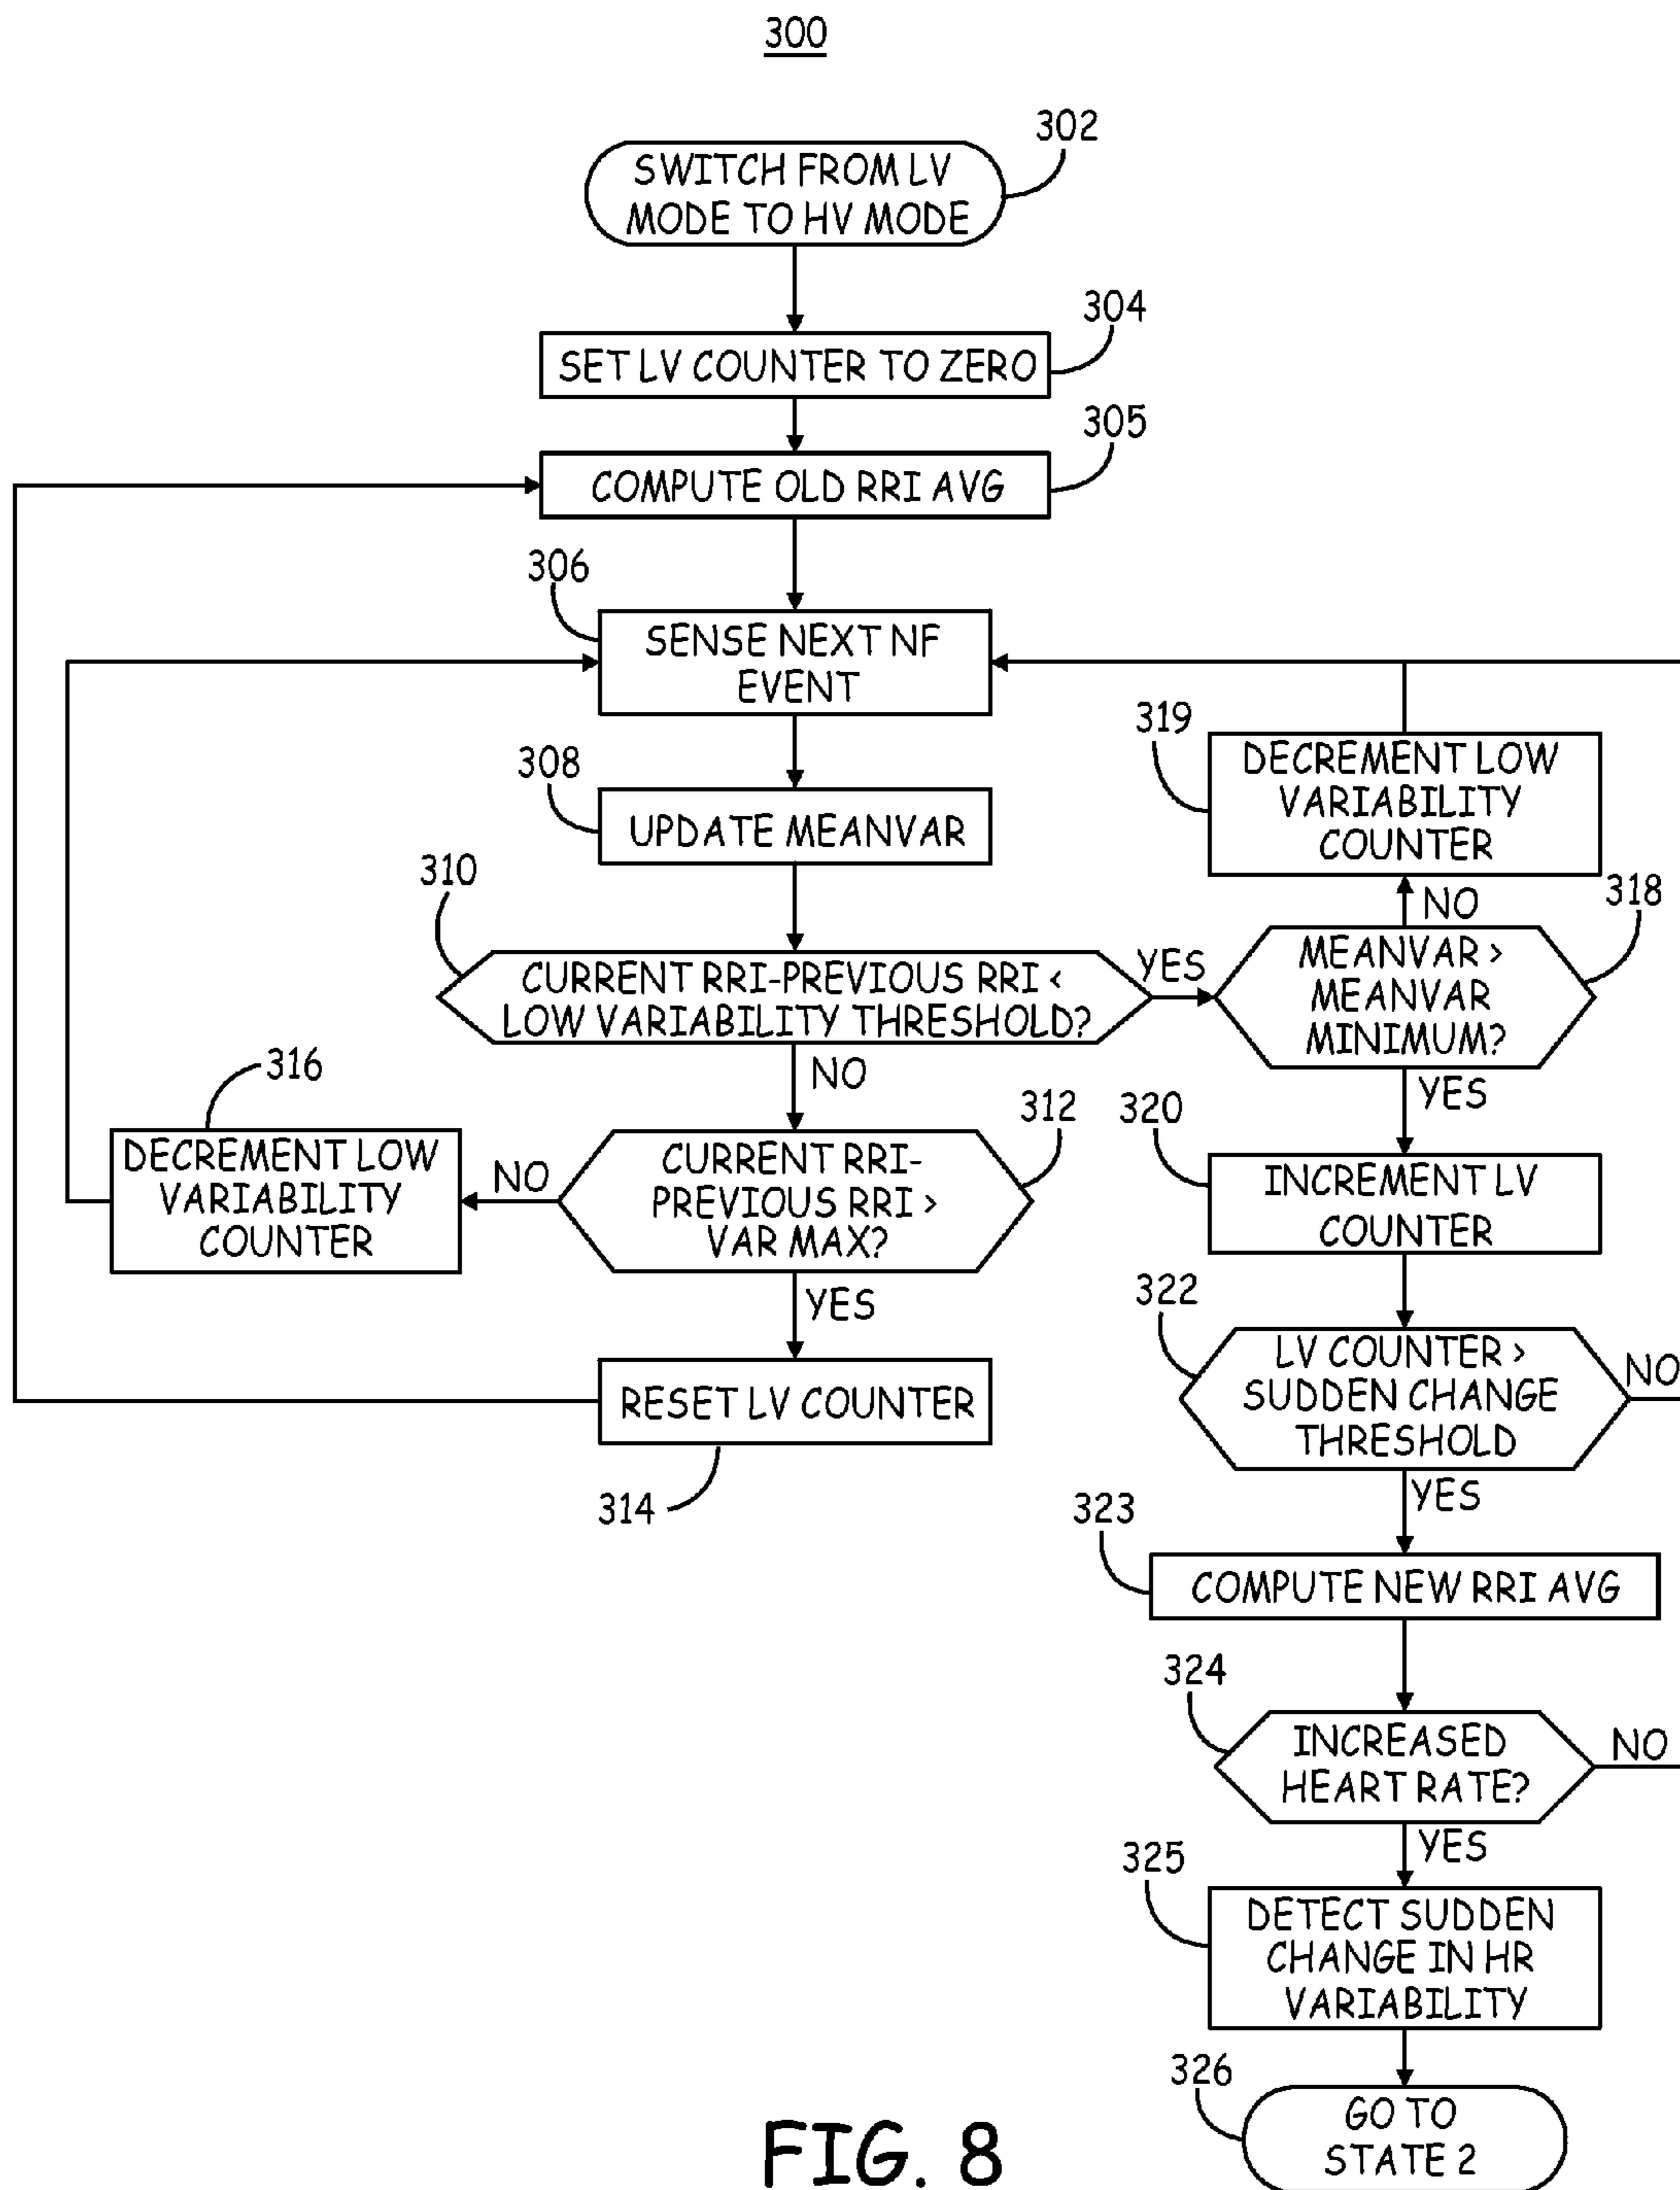 300
302
SWITCH FROM LV
MODE TO HV MODE
304
SET LV COUNTER TO ZERO
305
COMPUTE OLD RRI AVG
306
SENSE NEXT NF
EVENT
308
UPDATE MEANVAR
310
CURRENT RRI-PREVIOUS RRI <
LOW VARIABILITY THRESHOLD?
YES
NO
312
CURRENT RRI-
PREVIOUS RRI >
VAR MAX?
NO
316
DECREMENT LOW
VARIABILITY
COUNTER
YES
RESET LV COUNTER
314
319
DECREMENT LOW
VARIABILITY
COUNTER
NO
318
MEANVAR >
MEANVAR
MINIMUM?
YES
320
INCREMENT LV
COUNTER
322
LV COUNTER >
SUDDEN CHANGE
THRESHOLD
NO
YES
323
COMPUTE NEW RRI AVG
324
INCREASED
HEART RATE?
NO
YES
325
DETECT SUDDEN
CHANGE IN HR
VARIABILITY
326
GO TO
STATE 2
FIG. 8